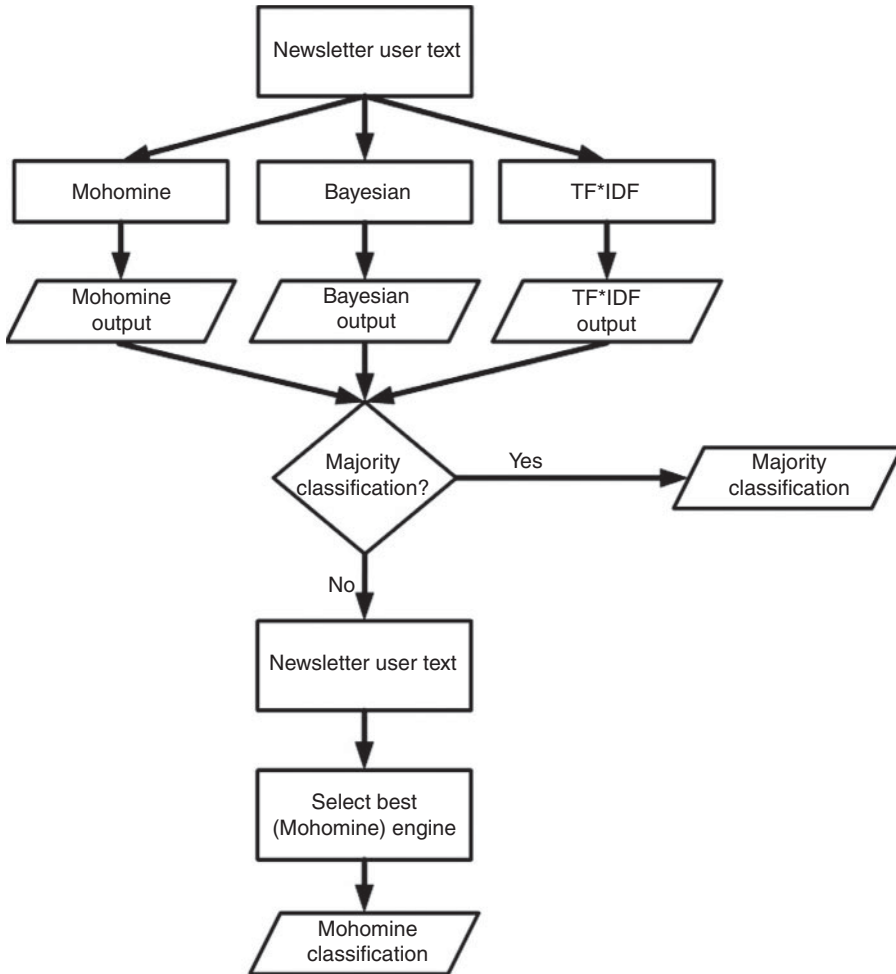 Newsletter user text
Mohomine
Bayesian
TF*IDF
Mohomine
output
Bayesian
output
TF*IDF
output
Majority
classification?
Yes
Majority
classification
No
Newsletter user text
Select best
(Mohomine) engine
Mohomine
classification